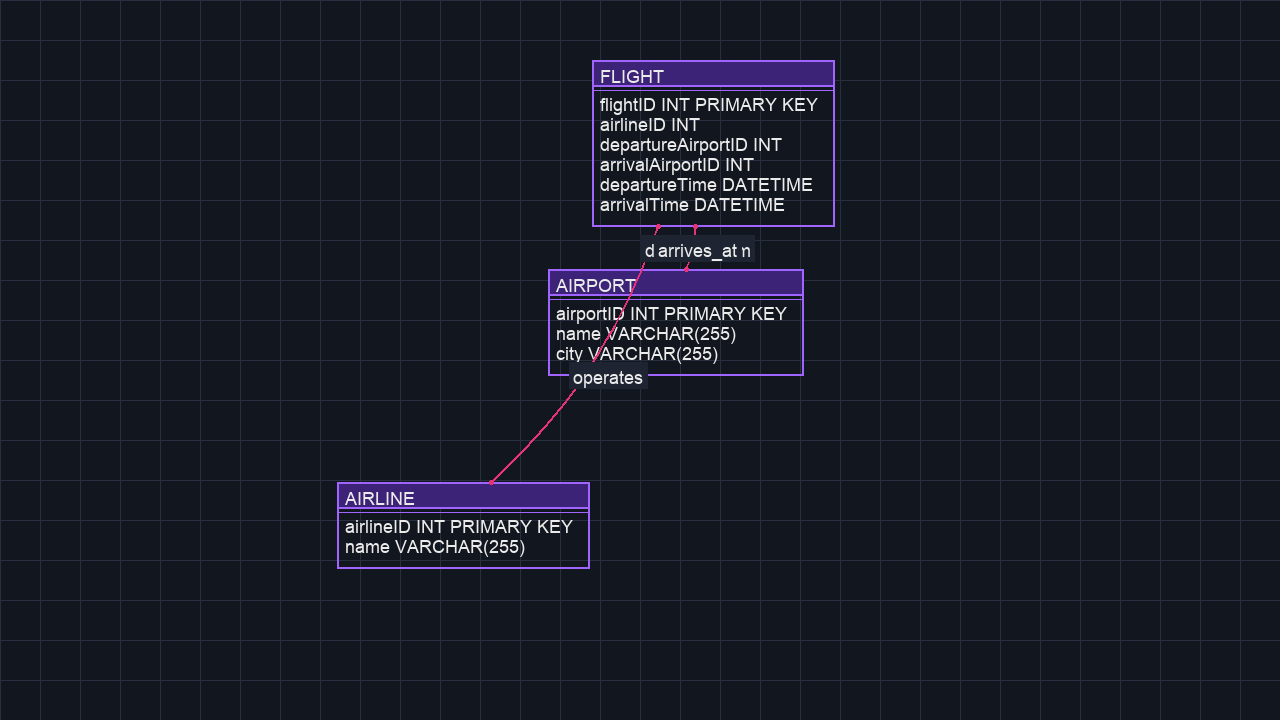 FLIGHT
flightID INT PRIMARY KEY
airlineID INT
departureAirportID INT
arrivalAirportID INT
departureTime DATETIME
arrivalTime DATETIME
arrives_at
AIRPORT
airportID INT PRIMARY KEY
name VARCHAR(255)
city VARCHAR(255)
operates
AIRLINE
airlineID INT PRIMARY KEY
name VARCHAR(255)